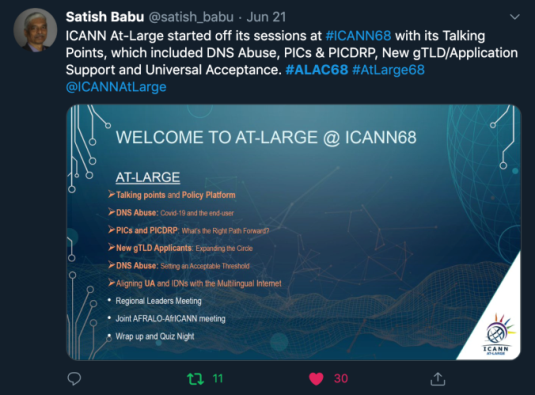 Satish Babu @satish_babu · Jun 21
ICANN At-Large started off its sessions at #ICANN68 with its Talking
Points, which included DNS Abuse, PICs & PICDRP, New gTLD/Application
Support and Universal Acceptance. #ALAC68 #AtLarge68
@ICANNAtLarge
WELCOME TO AT-LARGE @ ICANN68
AT-LARGE
➢Talking points and Policy Platform
➢DNS Abuse: Covid-19 and the end-user
➢PICs and PICDRP: What's the Right Path Forward?
➢New gTLD Applicants: Expanding the Circle
➢DNS Abuse: Setting an Acceptable Threshold
➢Aligning UA and IDNs with the Multilingual Internet
• Regional Leaders Meeting
• Joint AFRALO-AfrICANN meeting
• Wrap up and Quiz Night
ICANN
AT-LARGE
11
30